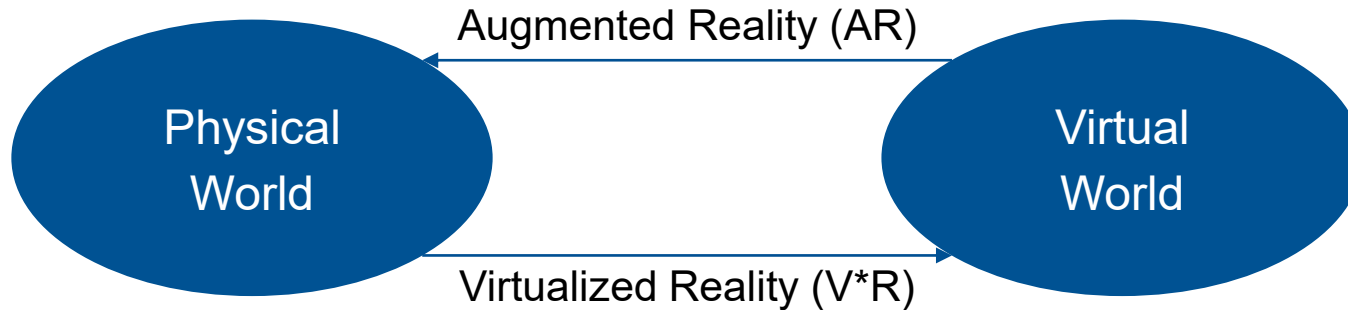 Augmented Reality (AR)
Physical
World
Virtual
World
Virtualized Reality (V*R)